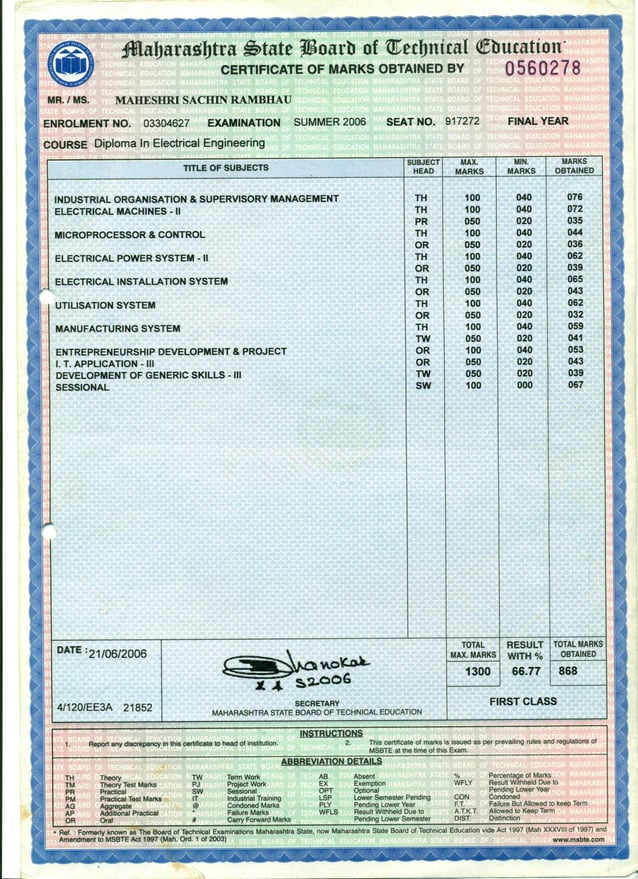 Maharashtra State Board of Technical Education
CERTIFICATE OF MARKS OBTAINED BY 0560278
MR. / MS. MAHESHRI SACHIN RAMBHAU
ENROLMENT NO. 03304627 EXAMINATION SUMMER 2006 SEAT NO. 917272 FINAL YEAR
COURSE Diploma In Electrical Engineering
TITLE OF SUBJECTS SUBJECT HEAD MAX. MARKS MIN. MARKS MARKS OBTAINED
INDUSTRIAL ORGANISATION & SUPERVISORY MANAGEMENT TH 100 040 076
ELECTRICAL MACHINES - II TH 100 040 072
PR 050 020 035
MICROPROCESSOR & CONTROL TH 100 040 044
OR 050 020 036
ELECTRICAL POWER SYSTEM - II TH 100 040 062
OR 050 020 039
ELECTRICAL INSTALLATION SYSTEM TH 100 040 065
OR 050 020 043
UTILISATION SYSTEM TH 100 040 062
OR 050 020 032
MANUFACTURING SYSTEM TH 100 040 059
TW 050 020 041
ENTREPRENEURSHIP DEVELOPMENT & PROJECT OR 100 040 053
I. T. APPLICATION - III OR 050 020 043
DEVELOPMENT OF GENERIC SKILLS - III TW 050 020 039
SESSIONAL SW 100 000 067
DATE : 21/06/2006
TOTAL MAX. MARKS RESULT WITH % TOTAL MARKS OBTAINED
1300 66.77 868
S2006
4/120/EE3A 21852
SECRETARY
MAHARASHTRA STATE BOARD OF TECHNICAL EDUCATION
FIRST CLASS
INSTRUCTIONS
1. Report any discrepancy in this certificate to head of institution. 2. This certificate of marks is issued as per prevailing rules and regulations of
MSBTE at the time of this Exam.
ABBREVIATION DETAILS
TH Theory TW Term Work AB Absent % Percentage of Marks
TM Theory Test Marks PJ Project Work EX Exemption WFLY Result Withheld Due to
PR Practical SW Sessional OPT Optional Pending Lower Year
PM Practical Test Marks IT Industrial Training LSP Lower Semester Pending CON Condoned
AG Aggregate @ Condoned Marks PLY Pending Lower Year F.T. Failure But Allowed to keep Term
AP Additional Practical * Failure Marks WFLS Result Withheld Due to A.T.K.T. Allowed to Keep Term
OR Oral # Carry Forward Marks Pending Lower Semester DIST. Distinction
* Ref. : Formerly known as The Board of Technical Examinations Maharashtra State, now Maharashtra State Board of Technical Education vide Act 1997 (Mah XXXVIII of 1997) and
Amendment to MSBTE Act 1997 (Mah. Ord. 1 of 2003) www.msbte.com